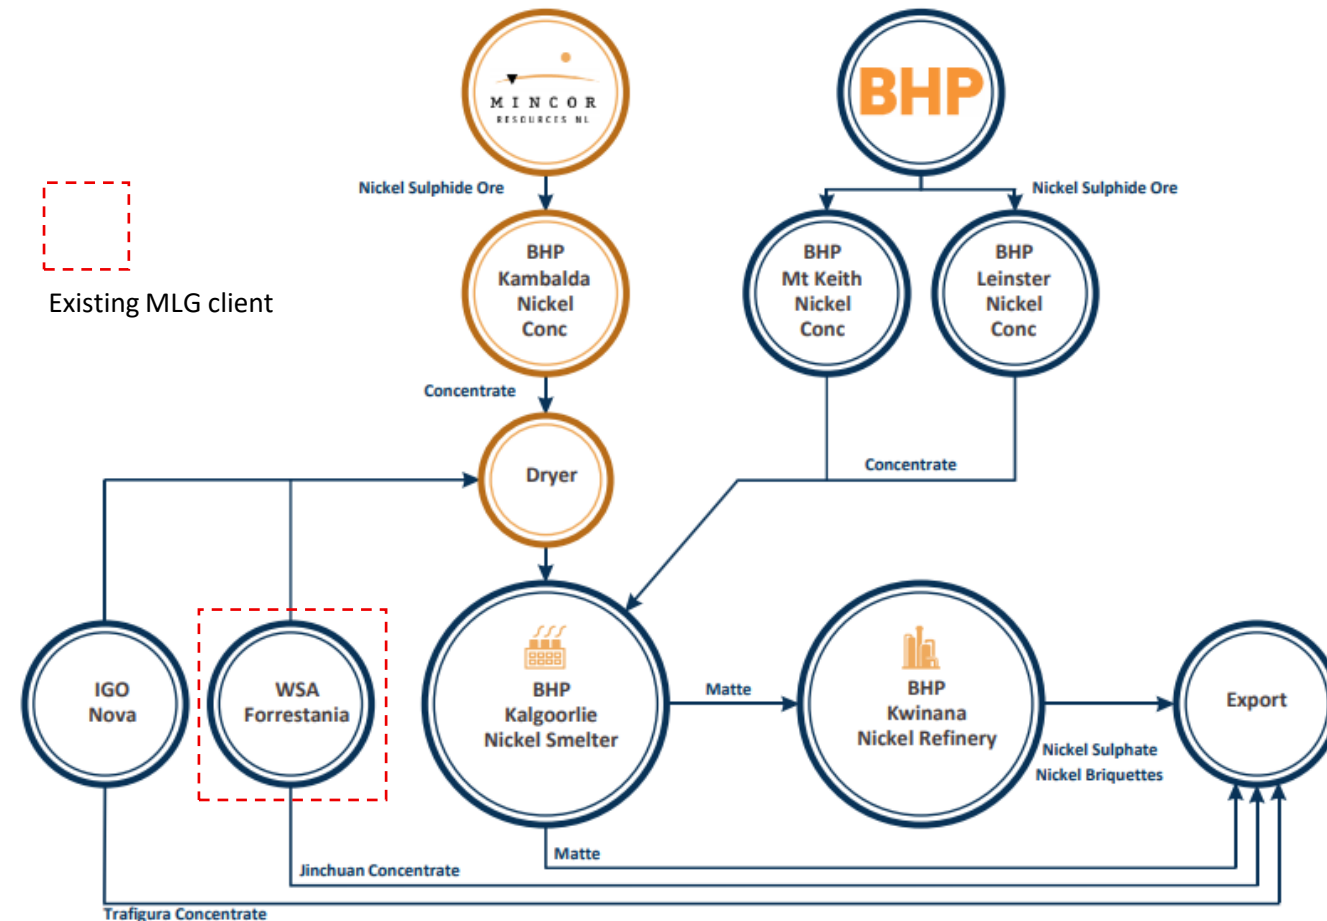 MINCOR
RESOURCES NL
BHP
Nickel Sulphide Ore
Nickel Sulphide Ore
Existing MLG client
BHP
Kambalda
Nickel
Conc
BHP
Mt Keith
Nickel
Conc
BHP
Leinster
Nickel
Conc
Concentrate
Concentrate
Dryer
IGO
Nova
WSA
Forrestania
BHP
Kalgoorlie
Nickel Smelter
Matte
BHP
Kwinana
Nickel Refinery
Export
Nickel Sulphate
Nickel Briquettes
Matte
Jinchuan Concentrate
Trafigura Concentrate